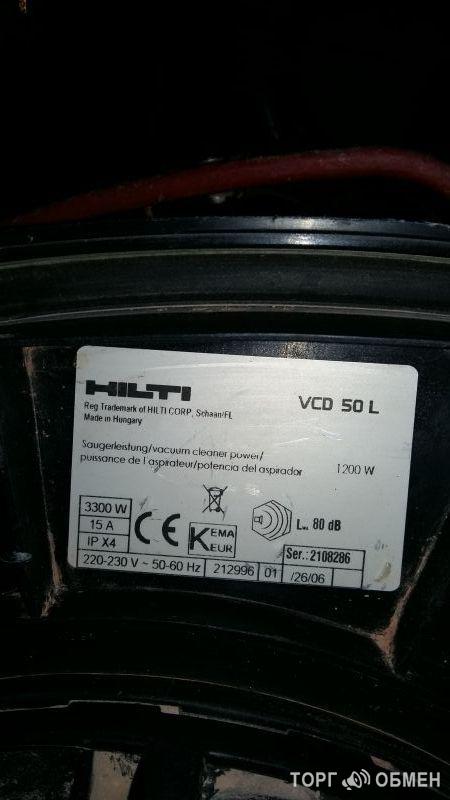 HILTI
VCD 50 L
Reg Trademark of HILTI CORP., Schaan/FL
Made in Hungary
Saugerleistung/vacuum cleaner power/
puissance de l'aspirateur/potencia del aspirador
1200 W
3300 W
15 A
IP X4
CE
KEMA
KEUR
80 dB
Ser.: 2108286
220-230 V ~ 50-60 Hz
212996
01
/26/06
ТОРГ ОБМЕН